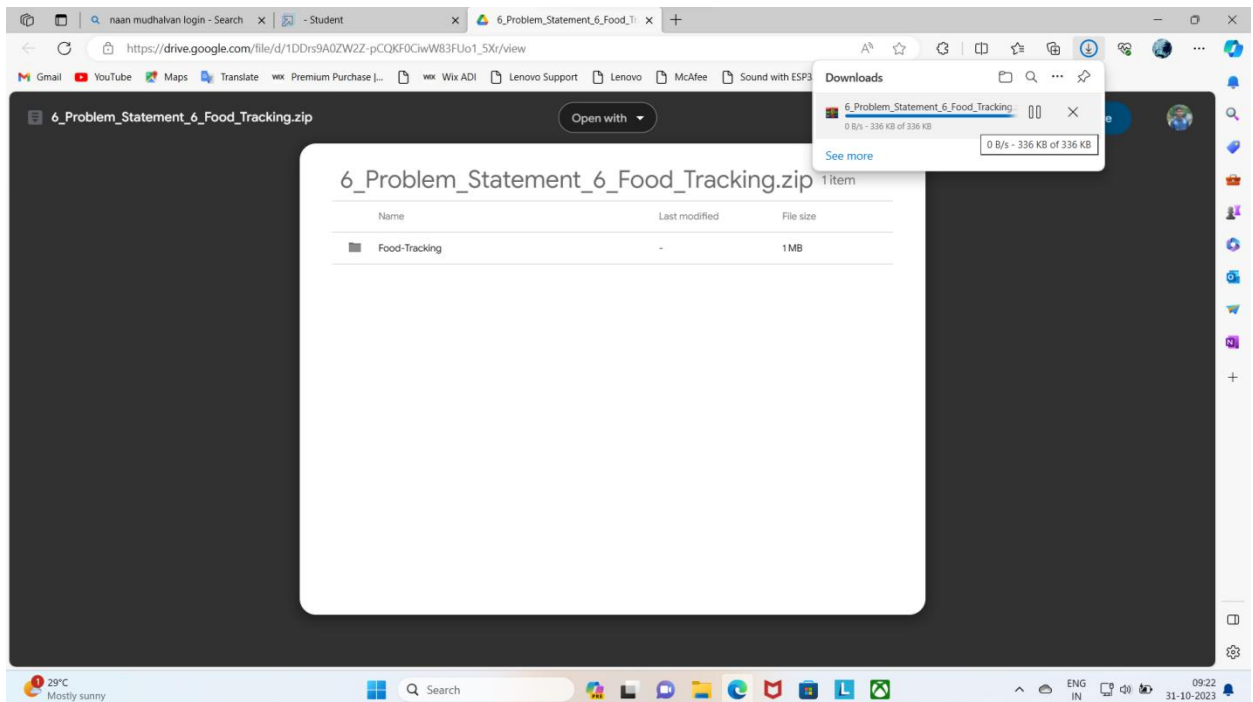 naan mudhalvan login - Search
- Student
6_Problem_Statement_6_Food_Tr
https://drive.google.com/file/d/1DDrs9A0ZW2Z-pCQKF0CiwW83FUo1_5Xr/view
Gmail YouTube Maps Translate Premium Purchase |... Wix ADI Lenovo Support Lenovo McAfee Sound with ESP3
Downloads
6_Problem_Statement_6_Food_Tracking.
0 B/s - 336 KB of 336 KB
0 B/s - 336 KB of 336 KB
See more
6_Problem_Statement_6_Food_Tracking.zip
Open with
6_Problem_Statement_6_Food_Tracking.zip 1 item
Name Last modified File size
Food-Tracking - 1 MB
1
29°C
Mostly sunny
Search
PRE
ENG
IN
09:22
31-10-2023